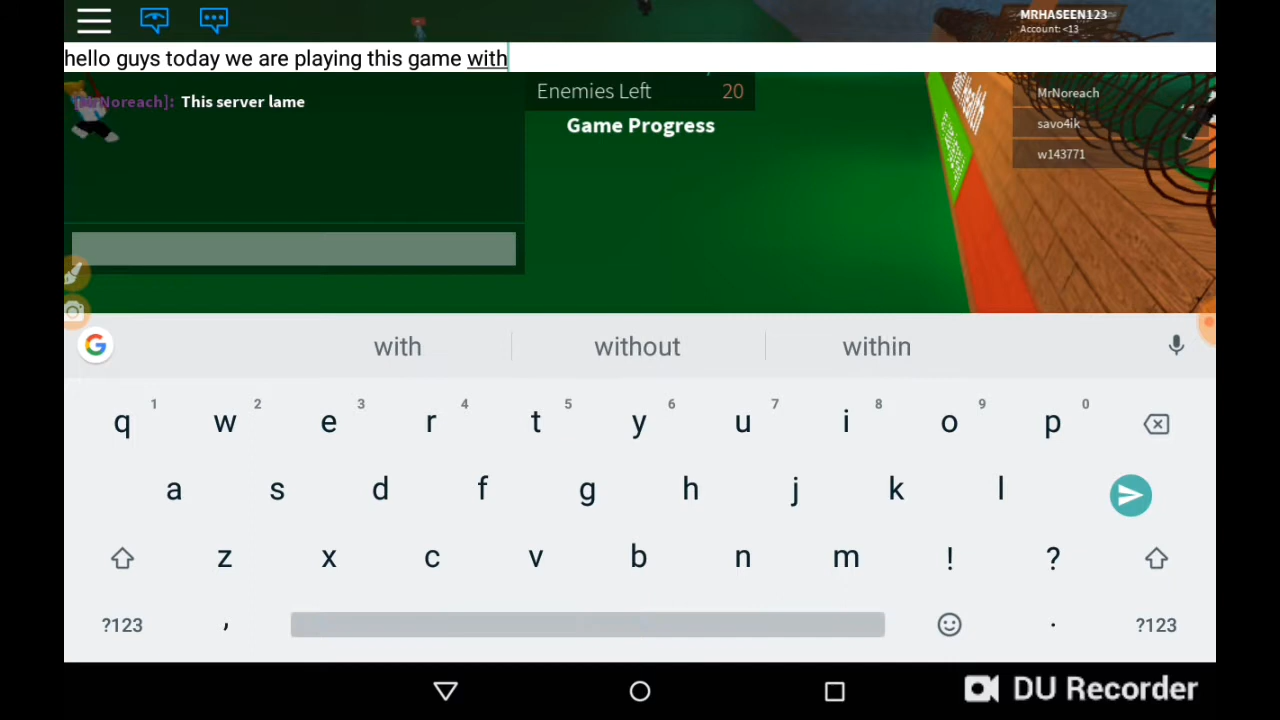 MRHASEEN123
Account: <13
hello guys today we are playing this game with
[MrNoreach]: This server lame
Enemies Left 20
Game Progress
MrNoreach
savo4ik
w143771
with without within
1 2 3 4 5 6 7 8 9 0
q w e r t y u i o p
a s d f g h j k l
z x c v b n m ! ?
?123 , . ?123
DU Recorder